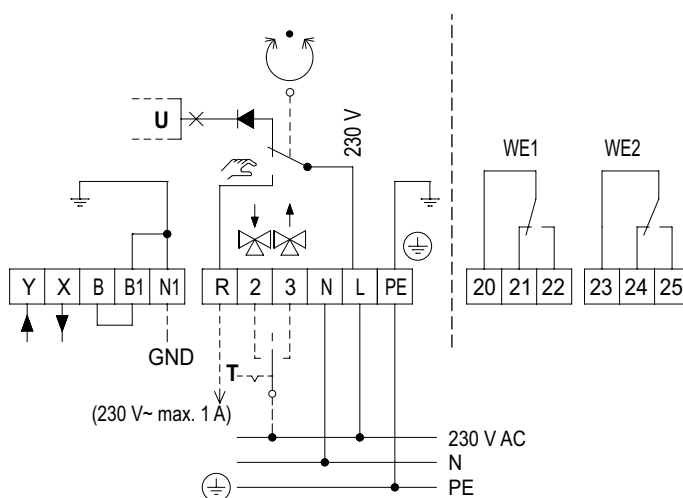 U
230 V
WE1
WE2
Y X B B1 N1
R 2 3 N L PE
20 21 22
23 24 25
GND
T
(230 V~ max. 1 A)
230 V AC
N
PE